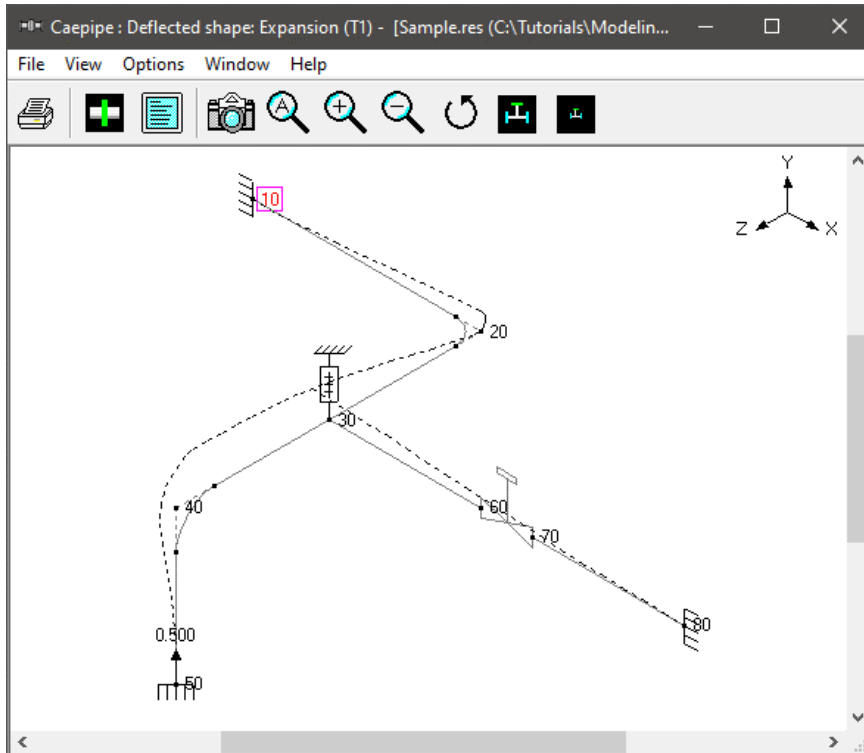 Caepipe : Deflected shape: Expansion (T1) - [Sample.res (C:\Tutorials\Modelin...
File View Options Window Help
A
Y
Z X
10
20
30
40
60
70
0.500
80
50